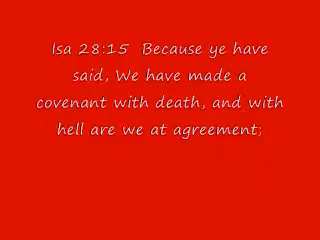 Isa 28:15  Because ye have
said, We have made a
covenant with death, and with
hell are we at agreement;